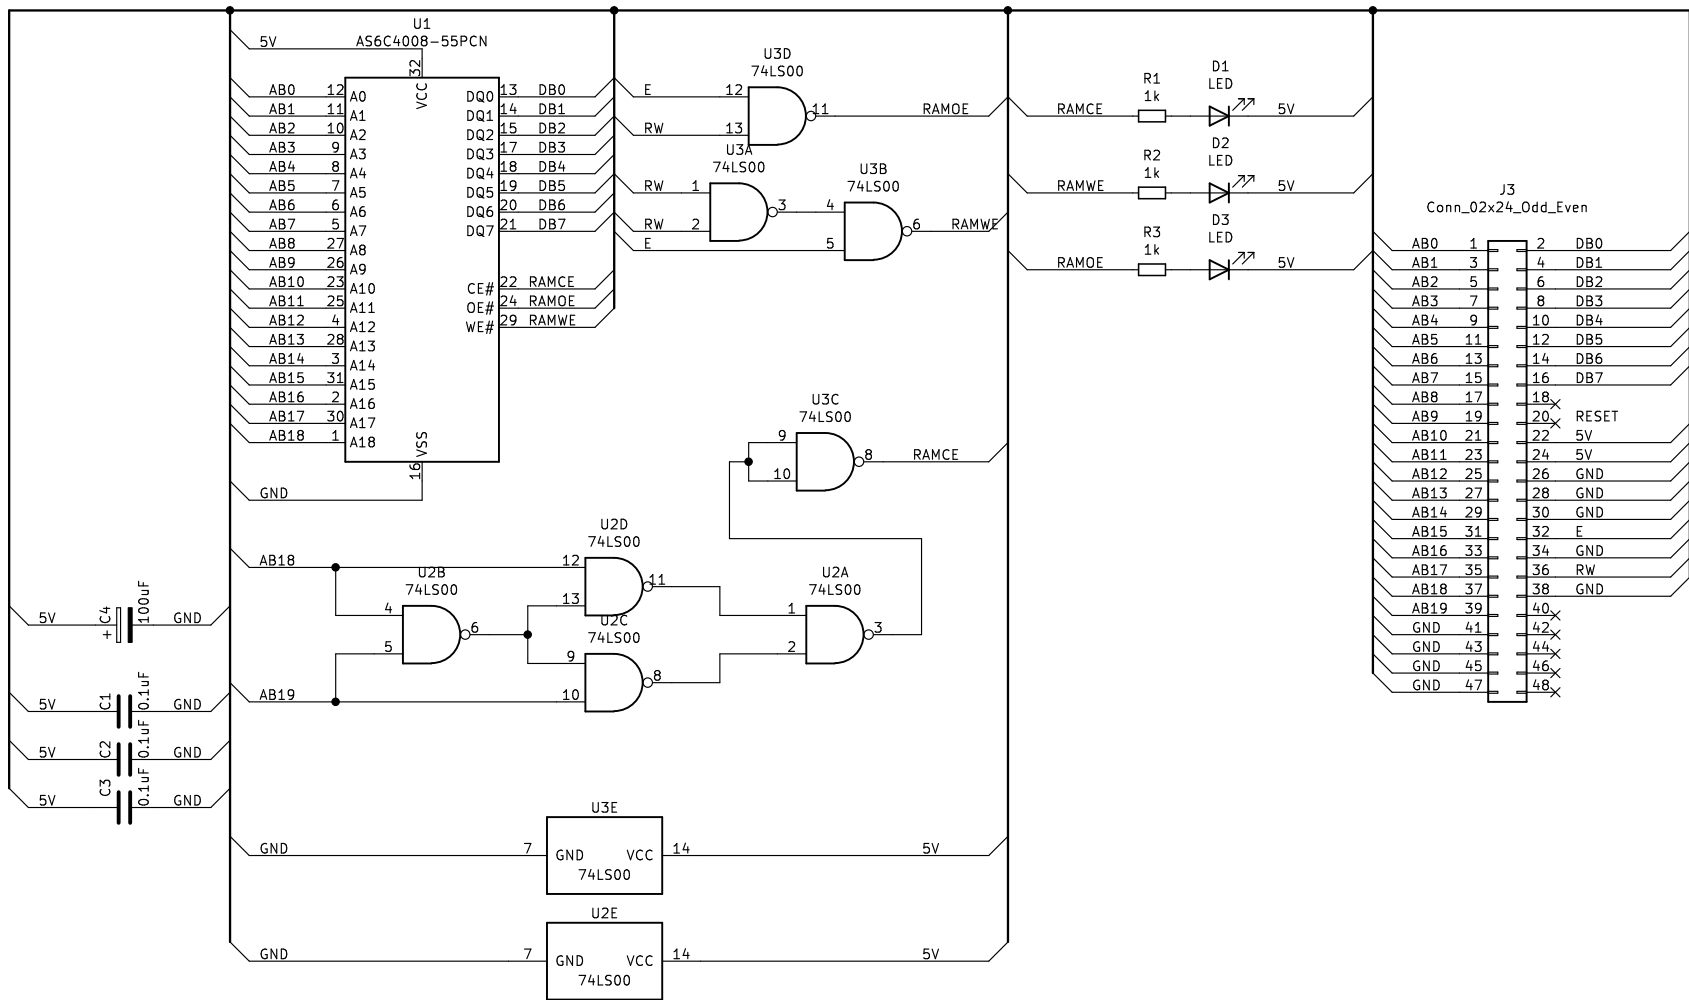 U1
AS6C4008-55PCN
5V
32
VCC
AB0 12 A0 DQ0 13 DB0
AB1 11 A1 DQ1 14 DB1
AB2 10 A2 DQ2 15 DB2
AB3 9 A3 DQ3 17 DB3
AB4 8 A4 DQ4 18 DB4
AB5 7 A5 DQ5 19 DB5
AB6 6 A6 DQ6 20 DB6
AB7 5 A7 DQ7 21 DB7
AB8 27 A8
AB9 26 A9
AB10 23 A10 CE# 22 RAMCE
AB11 25 A11 OE# 24 RAMOE
AB12 4 A12 WE# 29 RAMWE
AB13 28 A13
AB14 3 A14
AB15 31 A15
AB16 2 A16
AB17 30 A17
AB18 1 A18
VSS
16
GND
U3D
74LS00
E 12
11 RAMOE
RW 13
U3A
74LS00
RW 1
3
RW 2
U3B
74LS00
4
6 RAMWE
E 5
D1
LED
R1
1k
RAMCE 5V
D2
LED
R2
1k
RAMWE 5V
D3
LED
R3
1k
RAMOE 5V
J3
Conn_02x24_Odd_Even
AB0 1 2 DB0
AB1 3 4 DB1
AB2 5 6 DB2
AB3 7 8 DB3
AB4 9 10 DB4
AB5 11 12 DB5
AB6 13 14 DB6
AB7 15 16 DB7
AB8 17 18
AB9 19 20 RESET
AB10 21 22 5V
AB11 23 24 5V
AB12 25 26 GND
AB13 27 28 GND
AB14 29 30 GND
AB15 31 32 E
AB16 33 34 GND
AB17 35 36 RW
AB18 37 38 GND
AB19 39 40
GND 41 42
GND 43 44
GND 45 46
GND 47 48
U3C
74LS00
9
8 RAMCE
10
U2D
74LS00
AB18 12
11
13
U2B
74LS00
4
6
5
U2C
74LS00
9
8
AB19 10
U2A
74LS00
1
3
2
5V + C4 100uF GND
5V C1 0.1uF GND
5V C2 0.1uF GND
5V C3 0.1uF GND
U3E
GND 7 GND VCC 14 5V
74LS00
U2E
GND 7 GND VCC 14 5V
74LS00